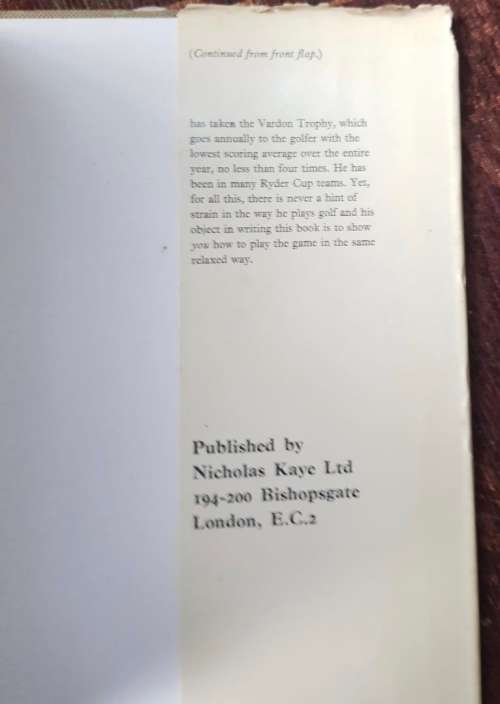 (Continued from front flap.)
has taken the Vardon Trophy, which
goes annually to the golfer with the
lowest scoring average over the entire
year, no less than four times. He has
been in many Ryder Cup teams. Yet,
for all this, there is never a hint of
strain in the way he plays golf and his
object in writing this book is to show
you how to play the game in the same
relaxed way.
Published by
Nicholas Kaye Ltd
194-200 Bishopsgate
London, E.C.2